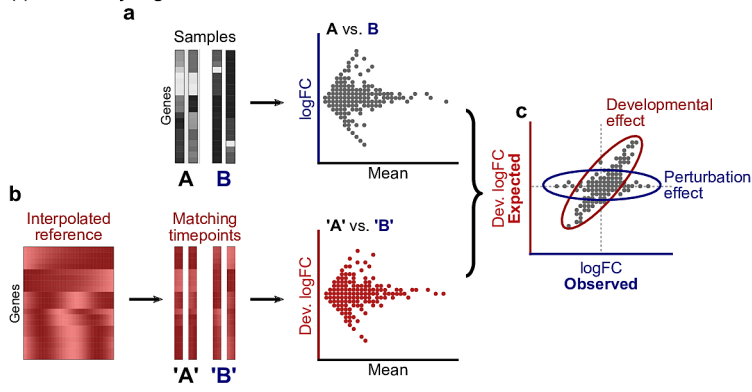 a
Samples
Genes
A B
A vs. B
logFC
Mean
b
Interpolated
reference
Genes
Matching
timepoints
'A' 'B'
'A' vs. 'B'
Dev. logFC
Mean
c
Developmental
effect
Perturbation
effect
Dev. logFC
Expected
logFC
Observed